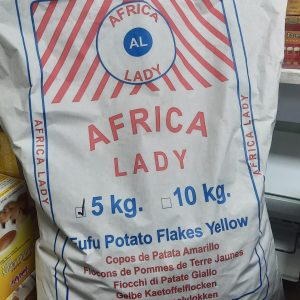 AFRICA
AL
LADY
AFRICA LADY
AFRICA LADY
AFRICA
LADY
5 kg. 10 kg.
Fufu Potato Flakes Yellow
Copos de Patata Amarillo
Flocons de Pommes de Terre Jaunes
Fiocchi di Patate Giallo
Gelbe Kaetoffelflocken